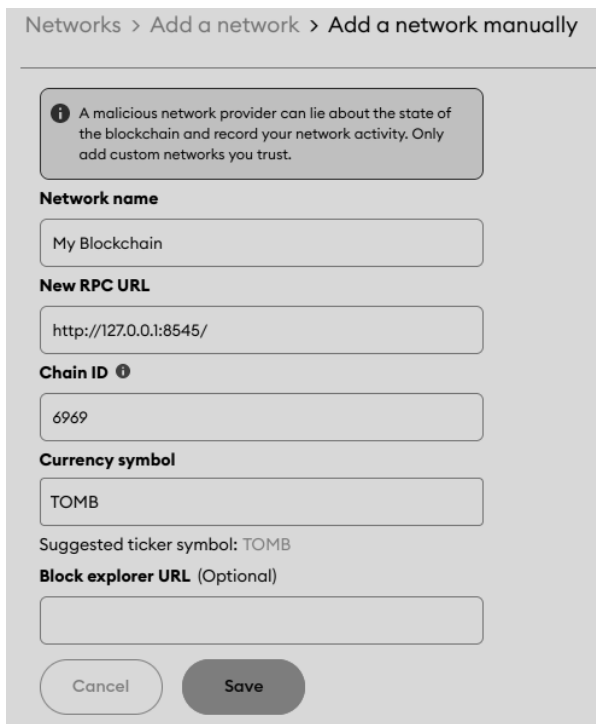 Networks > Add a network > Add a network manually
A malicious network provider can lie about the state of
the blockchain and record your network activity. Only
add custom networks you trust.
Network name
My Blockchain
New RPC URL
http://127.0.0.1:8545/
Chain ID
6969
Currency symbol
TOMB
Suggested ticker symbol: TOMB
Block explorer URL (Optional)
Cancel
Save